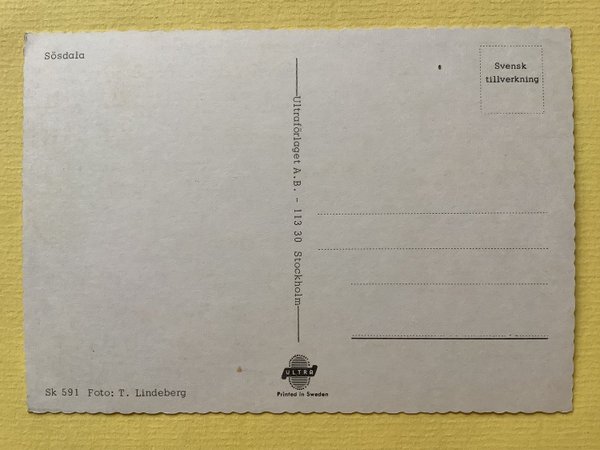 Sösdala
Svensk
tillverkning
Ultraförlaget A.B. - 113 30 Stockholm
ULTRA
Printed in Sweden
Sk 591 Foto: T. Lindeberg